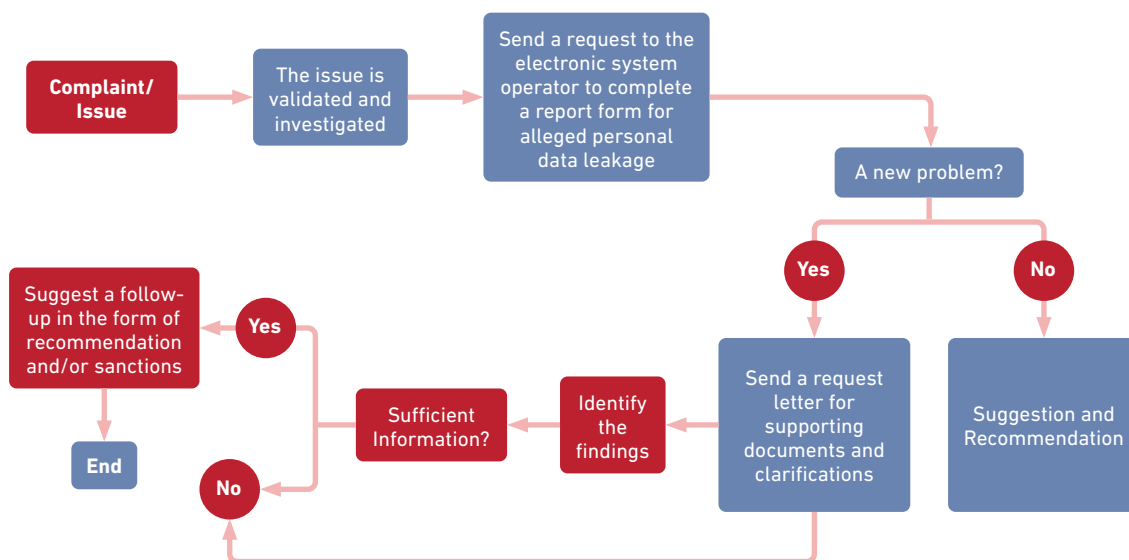 Complaint/
Issue
The issue is
validated and
investigated
Send a request to the
electronic system
operator to complete
a report form for
alleged personal
data leakage
A new problem?
Yes
No
Suggest a follow-
up in the form of
recommendation
and/or sanctions
Yes
Sufficient
Information?
Identify
the
findings
Send a request
letter for
supporting
documents and
clarifications
Suggestion and
Recommendation
End
No